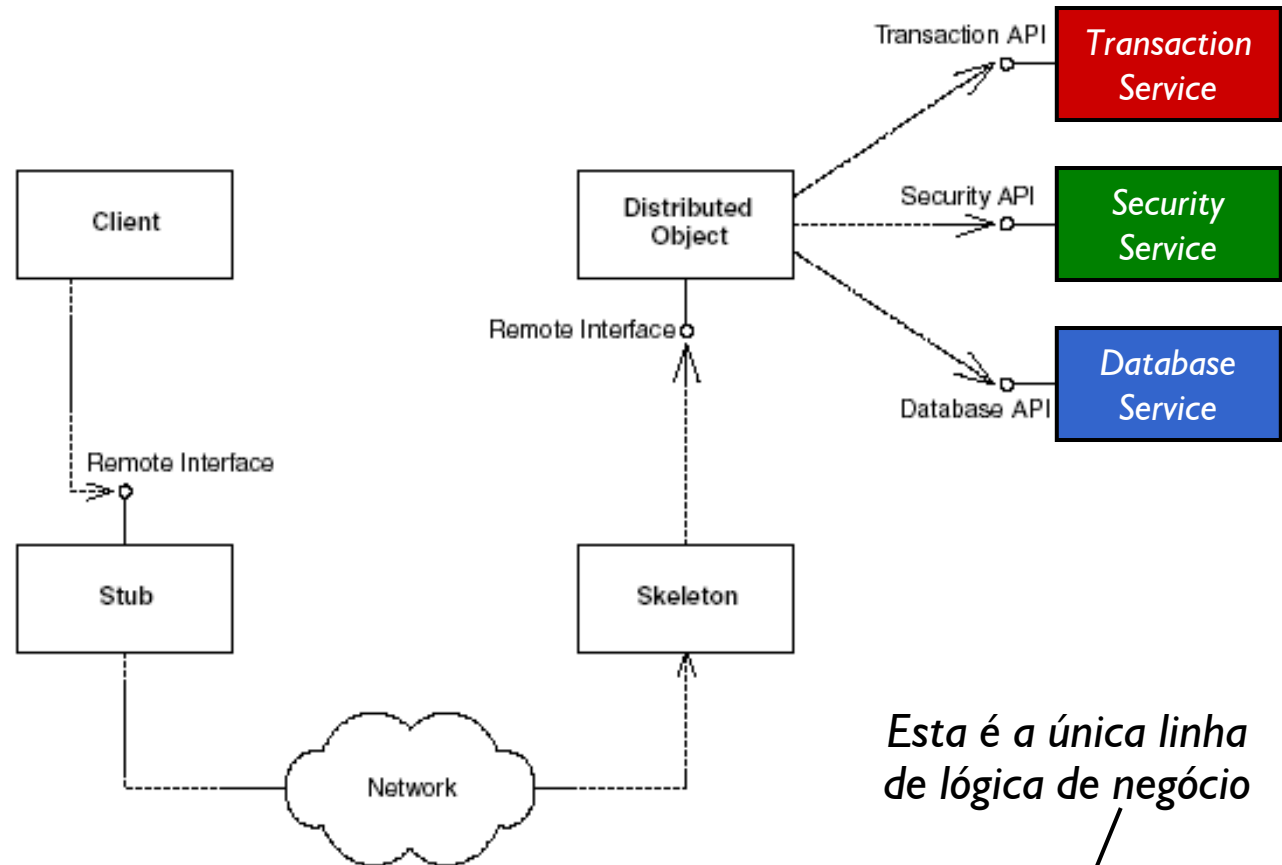 Transaction API
Transaction
Service
Client
Distributed
Object
Security API
Security
Service
Remote Interface
Database API
Database
Service
Remote Interface
Stub
Skeleton
Network
Esta é a única linha
de lógica de negócio